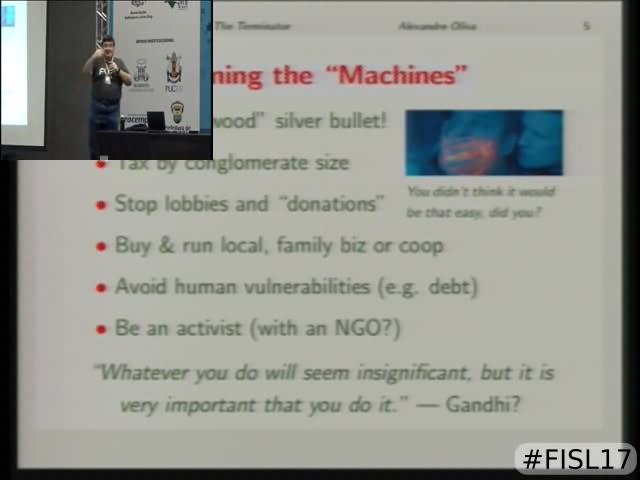 The Terminator
Alexandre Oliva
5
ning the “Machines”
wood” silver bullet!
Tax by conglomerate size
Stop lobbies and “donations”
Buy & run local, family biz or coop
Avoid human vulnerabilities (e.g. debt)
Be an activist (with an NGO?)
You didn’t think it would
be that easy, did you?
“Whatever you do will seem insignificant, but it is
very important that you do it.” — Gandhi?
APOIO INSTITUCIONAL
#FISL17